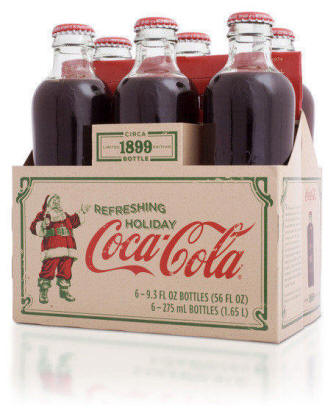 CIRCA
LIMITED 1899 EDITION
BOTTLE
REFRESHING
HOLIDAY
Coca-Cola
6 – 9.3 FL OZ BOTTLES (56 FL OZ)
6 – 275 mL BOTTLES (1.65 L)